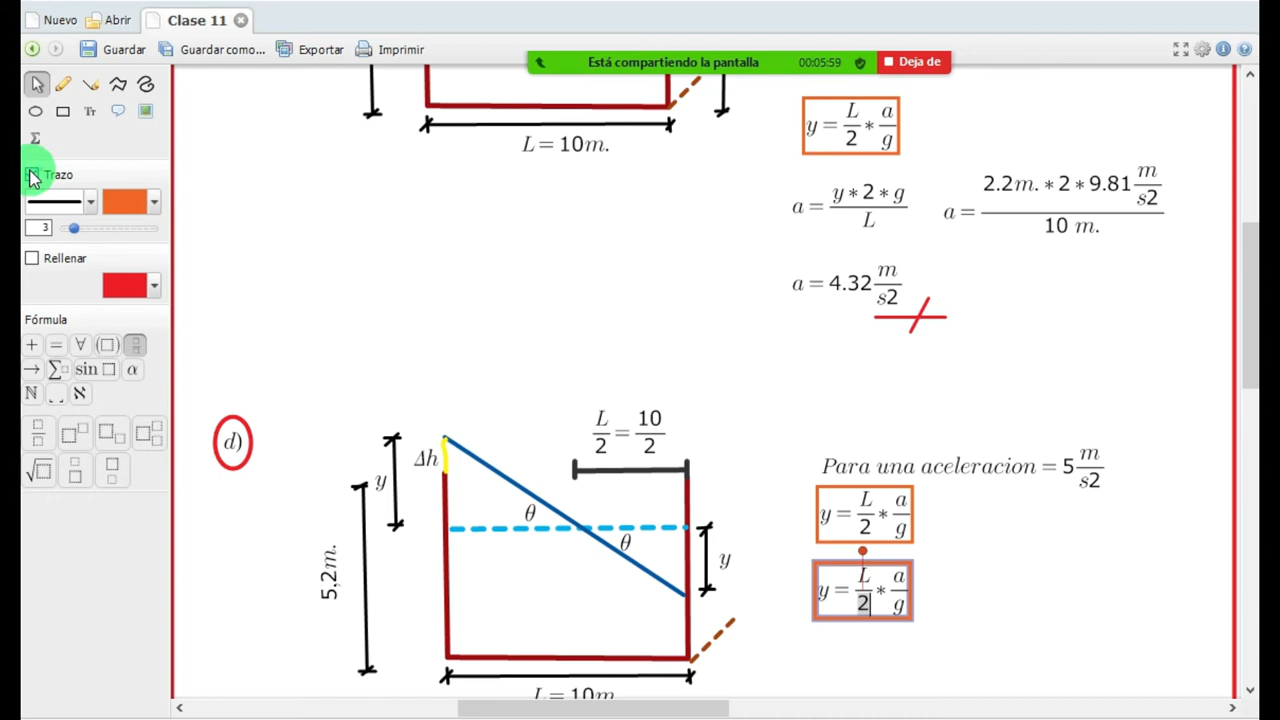 Nuevo Abrir Clase 11
Guardar Guardar como... Exportar Imprimir
Está compartiendo la pantalla 00:05:59 Deja de
Tr
Σ
Trazo
3
Rellenar
Fórmula
+ = ∀ (□)
→ Σ□ sin □ α
ℕ ℵ
L = 10m.
y = L/2 * a/g
a = y * 2 * g / L
a = 2.2m. * 2 * 9.81 m/s2 / 10 m.
a = 4.32 m/s2
d)
L/2 = 10/2
Δh
y
θ
θ
y
5,2m.
L = 10m
Para una aceleracion = 5 m/s2
y = L/2 * a/g
y = L/2 * a/g